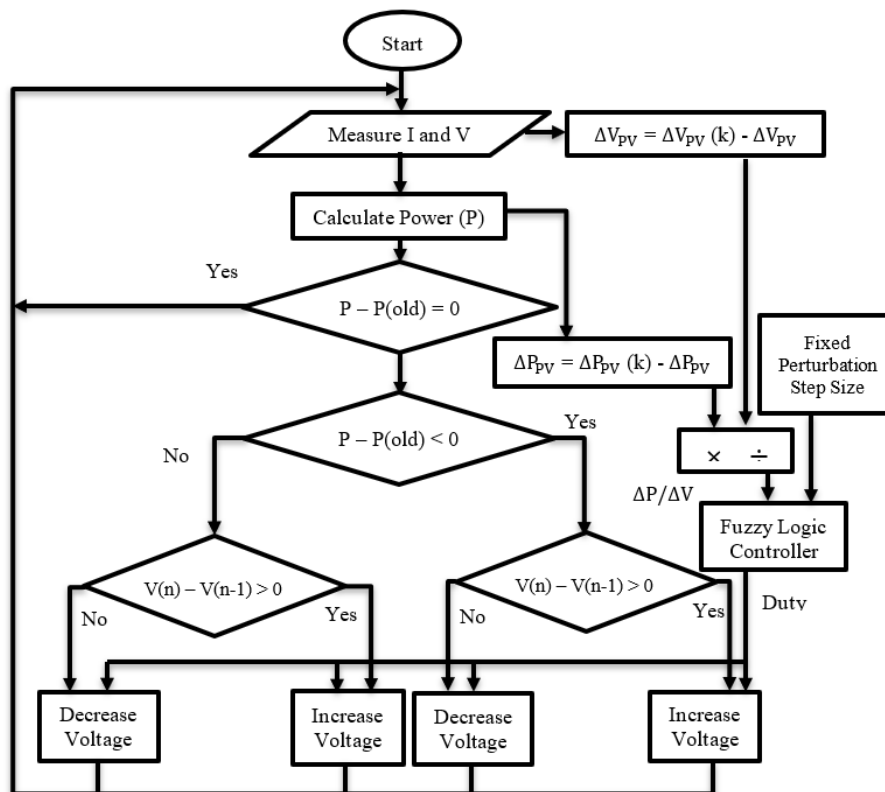 Start
Measure I and V
ΔV_PV = ΔV_PV (k) - ΔV_PV
Calculate Power (P)
Yes
P – P(old) = 0
Fixed
Perturbation
Step Size
ΔP_PV = ΔP_PV (k) - ΔP_PV
P – P(old) < 0
Yes
No
× ÷
ΔP/ΔV
Fuzzy Logic
Controller
V(n) – V(n-1) > 0
V(n) – V(n-1) > 0
No
Yes
No
Yes
Duty
Decrease
Voltage
Increase
Voltage
Decrease
Voltage
Increase
Voltage